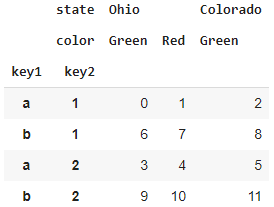 state Ohio Colorado
color Green Red Green
key1 key2
a 1 0 1 2
b 1 6 7 8
a 2 3 4 5
b 2 9 10 11